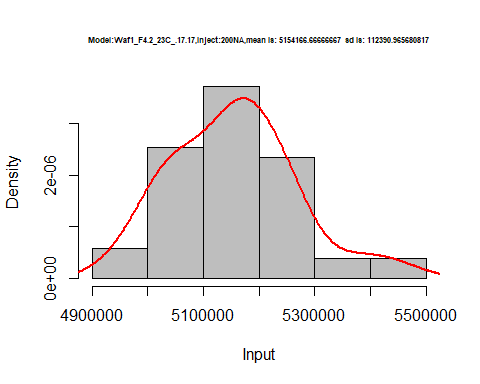 Model:Waf1_F4.2_23C_.17.17,Inject:200NA,mean is: 5154166.66666667 sd is: 112390.965680817
Density
2e-06
0e+00
4900000 5100000 5300000 5500000
Input